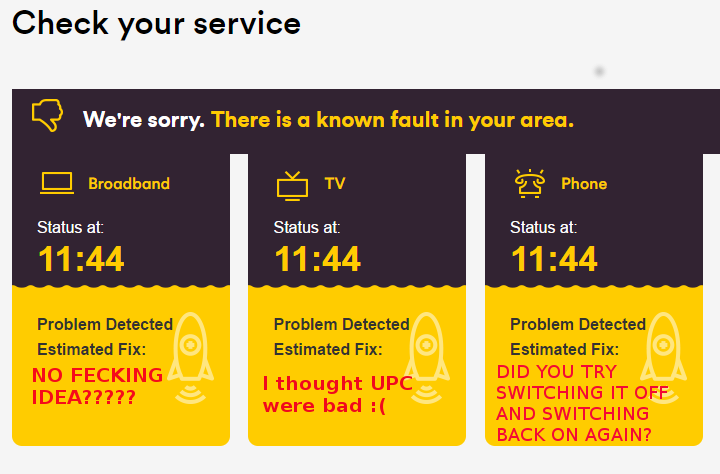 Check your service
We're sorry. There is a known fault in your area.
Broadband
Status at:
11:44
Problem Detected
Estimated Fix:
NO FECKING
IDEA?????
TV
Status at:
11:44
Problem Detected
Estimated Fix:
I thought UPC
were bad :(
Phone
Status at:
11:44
Problem Detected
Estimated Fix:
DID YOU TRY
SWITCHING IT OFF
AND SWITCHING
BACK ON AGAIN?